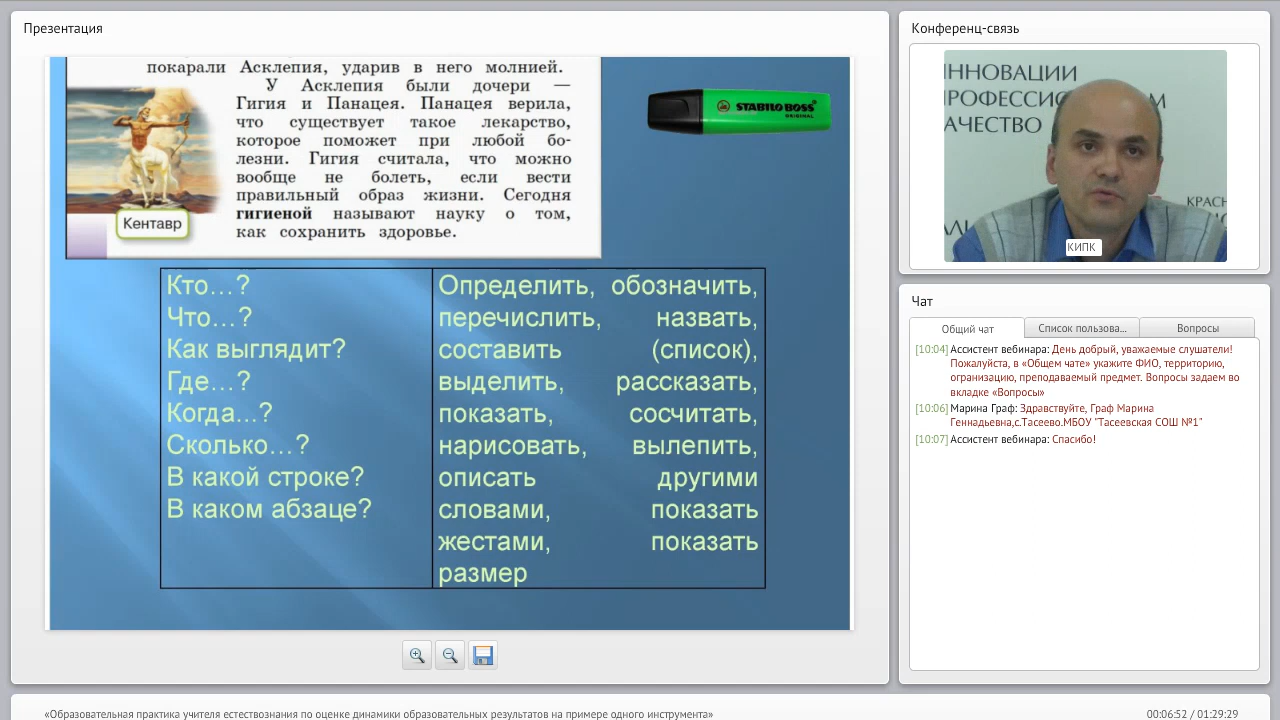 Презентация
покарали Асклепия, ударив в него молнией.
У Асклепия были дочери —
Гигия и Панацея. Панацея верила,
что существует такое лекарство,
которое поможет при любой бо-
лезни. Гигия считала, что можно
вообще не болеть, если вести
правильный образ жизни. Сегодня
гигиеной называют науку о том,
как сохранить здоровье.
Кентавр
STABILO BOSS
ORIGINAL
Кто...?
Что...?
Как выглядит?
Где...?
Когда...?
Сколько...?
В какой строке?
В каком абзаце?
Определить, обозначить,
перечислить, назвать,
составить (список),
выделить, рассказать,
показать, сосчитать,
нарисовать, вылепить,
описать другими
словами, показать
жестами, показать
размер
Конференц-связь
ИННОВАЦИИ
ПРОФЕССИО
М
АЧЕСТВО
КРАСН
КИПК
Чат
Общий чат
Список пользова...
Вопросы
[10:04] Ассистент вебинара: День добрый, уважаемые слушатели!
Пожалуйста, в «Общем чате» укажите ФИО, территорию,
огранизацию, преподаваемый предмет. Вопросы задаем во
вкладке «Вопросы»
[10:06] Марина Граф: Здравствуйте, Граф Марина
Геннадьевна,с.Тасеево.МБОУ "Тасеевская СОШ №1"
[10:07] Ассистент вебинара: Спасибо!
«Образовательная практика учителя естествознания по оценке динамики образовательных результатов на примере одного инструмента»
00:06:52 / 01:29:29